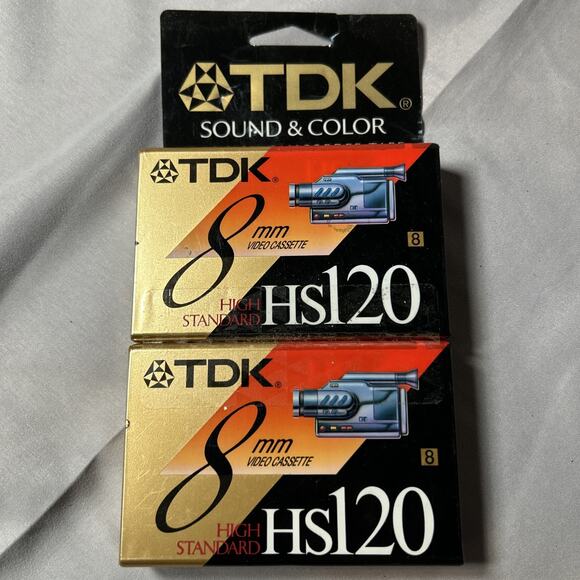 TDK®
SOUND & COLOR
TDK®
8 mm
VIDEO CASSETTE
8
HIGH
STANDARD HS120
TDK®
8 mm
VIDEO CASSETTE
8
HIGH
STANDARD HS120